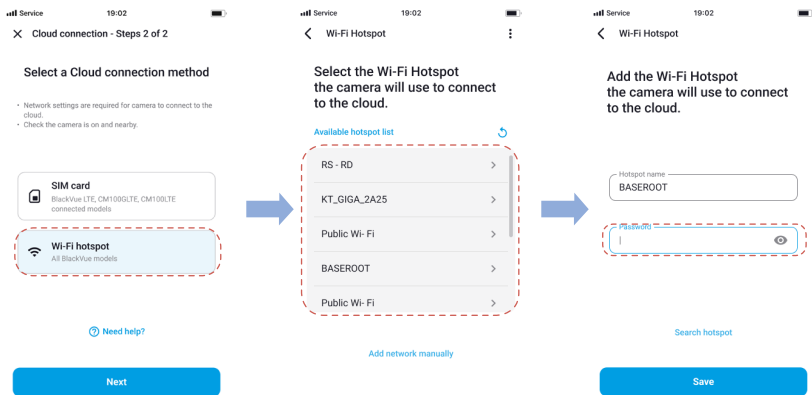 Service 19:02
Cloud connection - Steps 2 of 2
Select a Cloud connection method
• Network settings are required for camera to connect to the
cloud.
• Check the camera is on and nearby.
SIM card
BlackVue LTE, CM100GLTE, CM100LTE
connected models
Wi-Fi hotspot
All BlackVue models
Need help?
Next
Service 19:02
Wi-Fi Hotspot
Select the Wi-Fi Hotspot
the camera will use to connect
to the cloud.
Available hotspot list
RS - RD
KT_GIGA_2A25
Public Wi- Fi
BASEROOT
Public Wi- Fi
Add network manually
Service 19:02
Wi-Fi Hotspot
Add the Wi-Fi Hotspot
the camera will use to connect
to the cloud.
Hotspot name
BASEROOT
Password
Search hotspot
Save